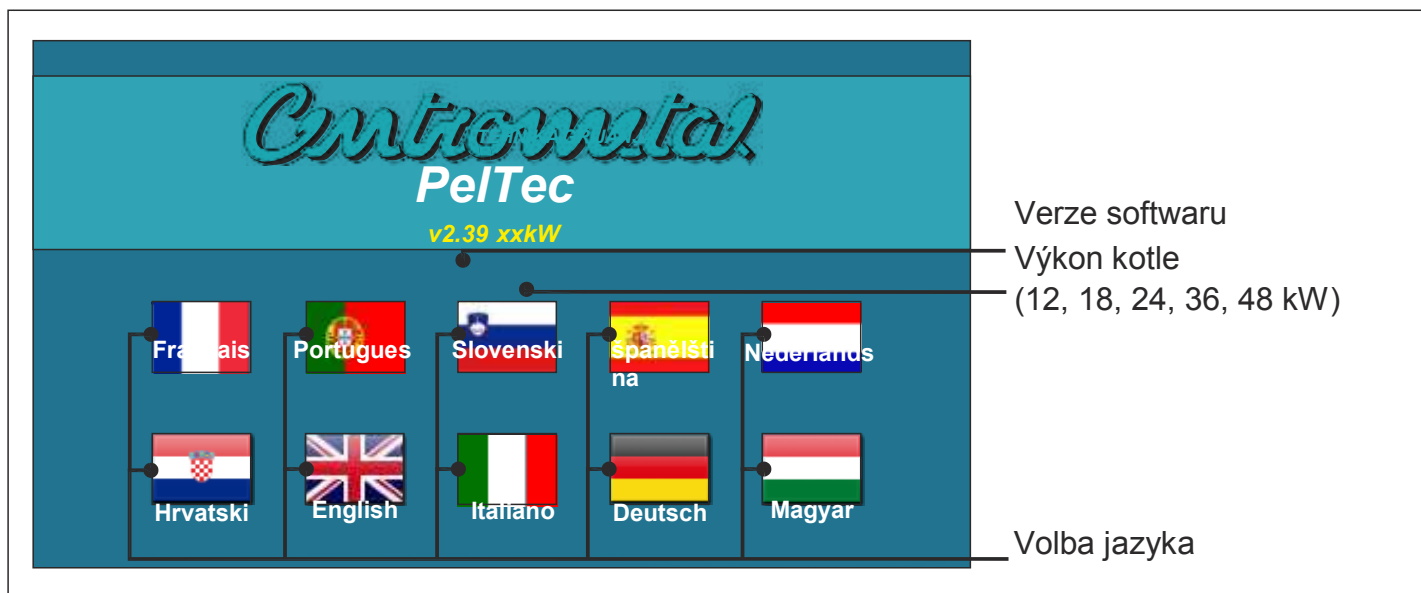 Centrometal
PelTec
v2.39 xxkW
Verze softwaru
Výkon kotle
(12, 18, 24, 36, 48 kW)
Français
Portugues
Slovenski
španělšti
na
Nederlands
Hrvatski
English
Italiano
Deutsch
Magyar
Volba jazyka